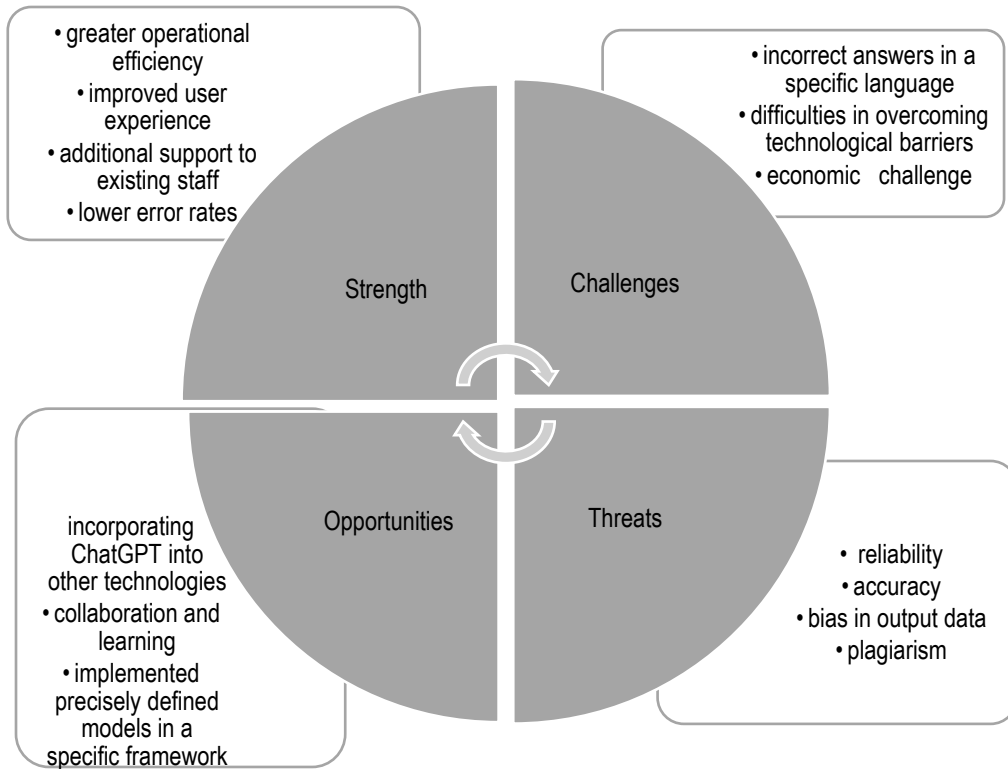 • greater operational
efficiency
• improved user
experience
• additional support to
existing staff
• lower error rates
• incorrect answers in a
specific language
• difficulties in overcoming
technological barriers
• economic challenge
Strength
Challenges
Opportunities
Threats
incorporating
ChatGPT into
other technologies
• collaboration and
learning
• implemented
precisely defined
models in a
specific framework
• reliability
• accuracy
• bias in output data
• plagiarism